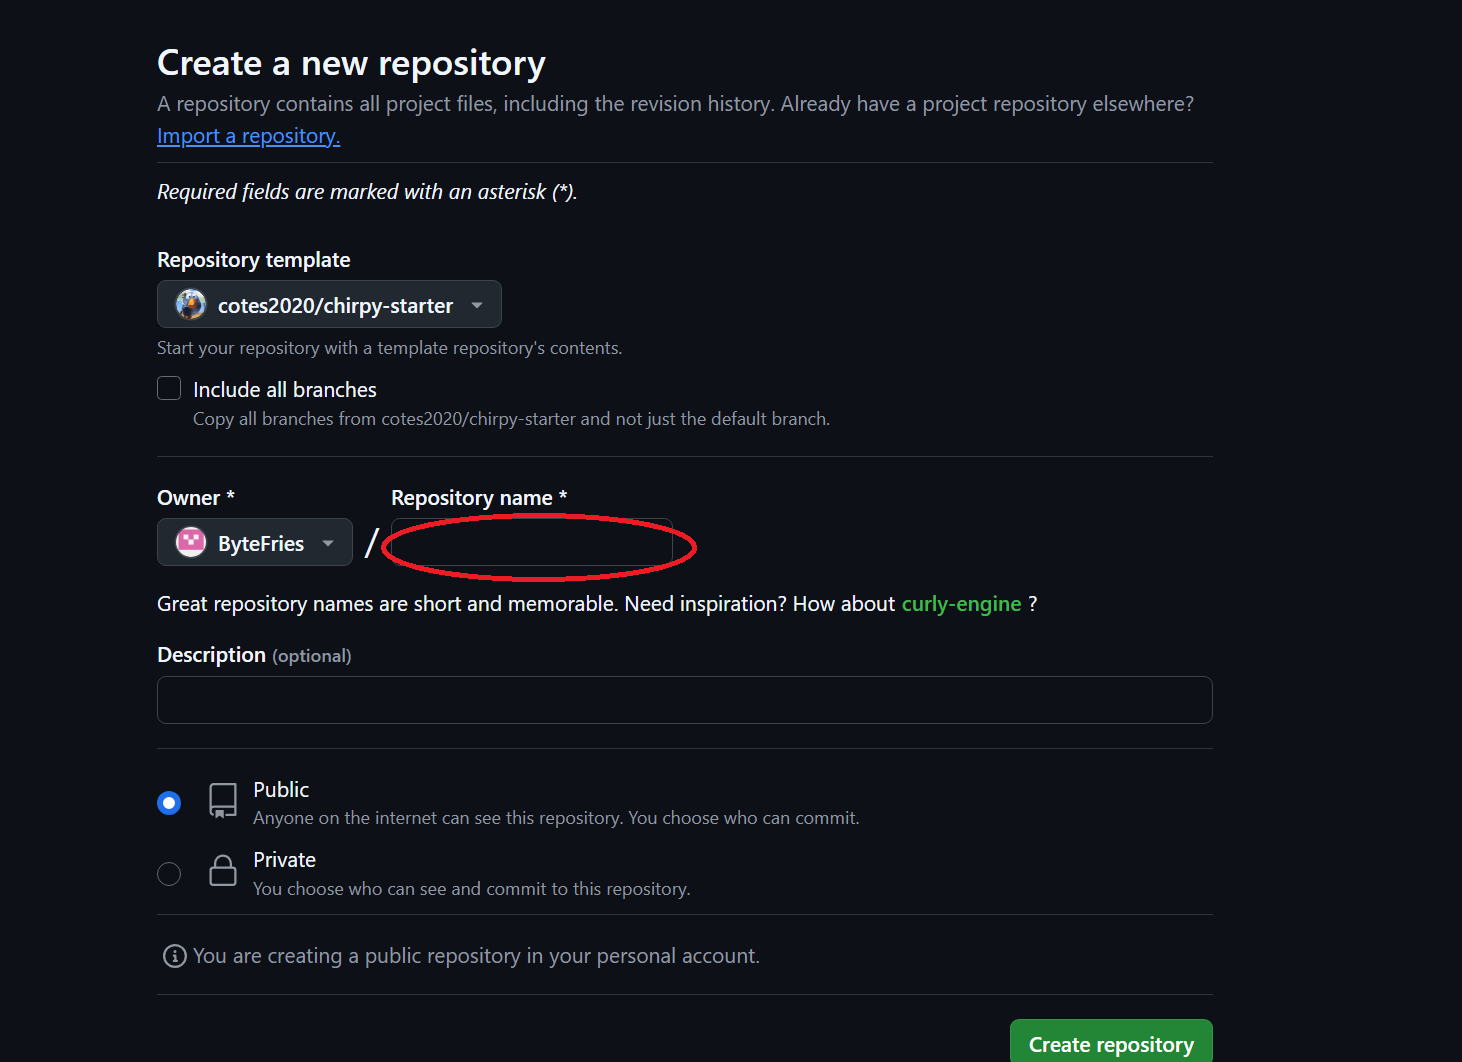 Create a new repository
A repository contains all project files, including the revision history. Already have a project repository elsewhere?
Import a repository.
Required fields are marked with an asterisk (*).
Repository template
cotes2020/chirpy-starter
Start your repository with a template repository's contents.
Include all branches
Copy all branches from cotes2020/chirpy-starter and not just the default branch.
Owner * Repository name *
ByteFries /
Great repository names are short and memorable. Need inspiration? How about curly-engine ?
Description (optional)
Public
Anyone on the internet can see this repository. You choose who can commit.
Private
You choose who can see and commit to this repository.
You are creating a public repository in your personal account.
Create repository